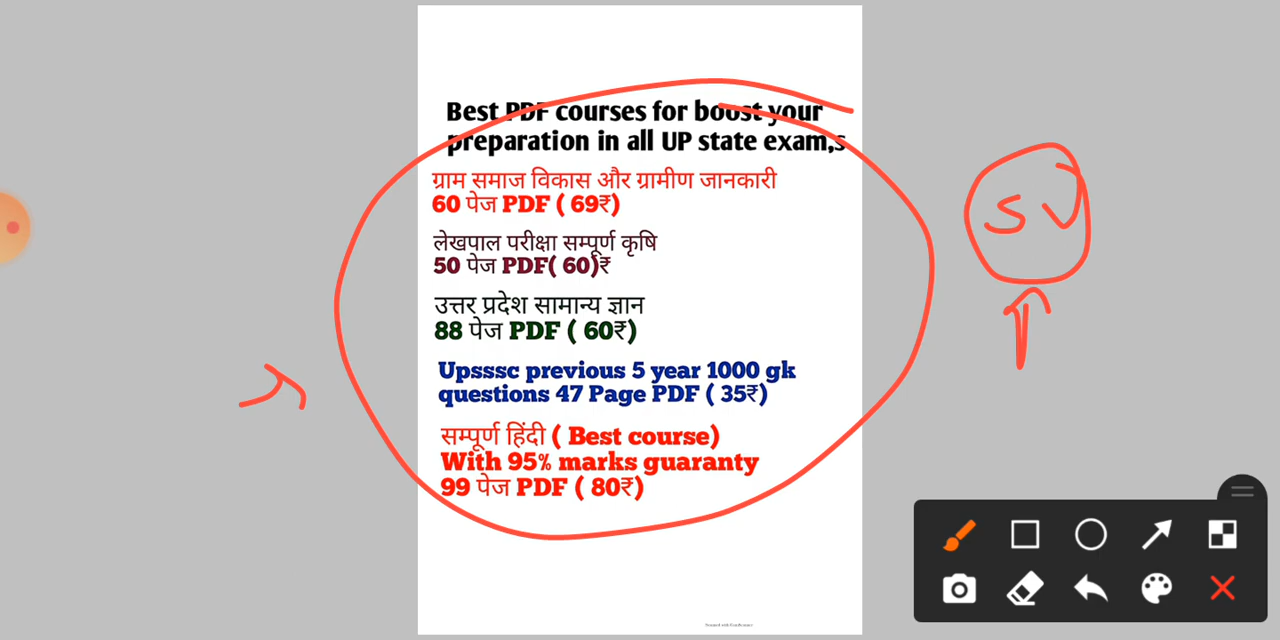 Best PDF courses for boost your
preparation in all UP state exam,s
ग्राम समाज विकास और ग्रामीण जानकारी
60 पेज PDF ( 69₹)
लेखपाल परीक्षा सम्पूर्ण कृषि
50 पेज PDF( 60)₹
उत्तर प्रदेश सामान्य ज्ञान
88 पेज PDF ( 60₹)
Upsssc previous 5 year 1000 gk
questions 47 Page PDF ( 35₹)
सम्पूर्ण हिंदी ( Best course)
With 95% marks guaranty
99 पेज PDF ( 80₹)
SV